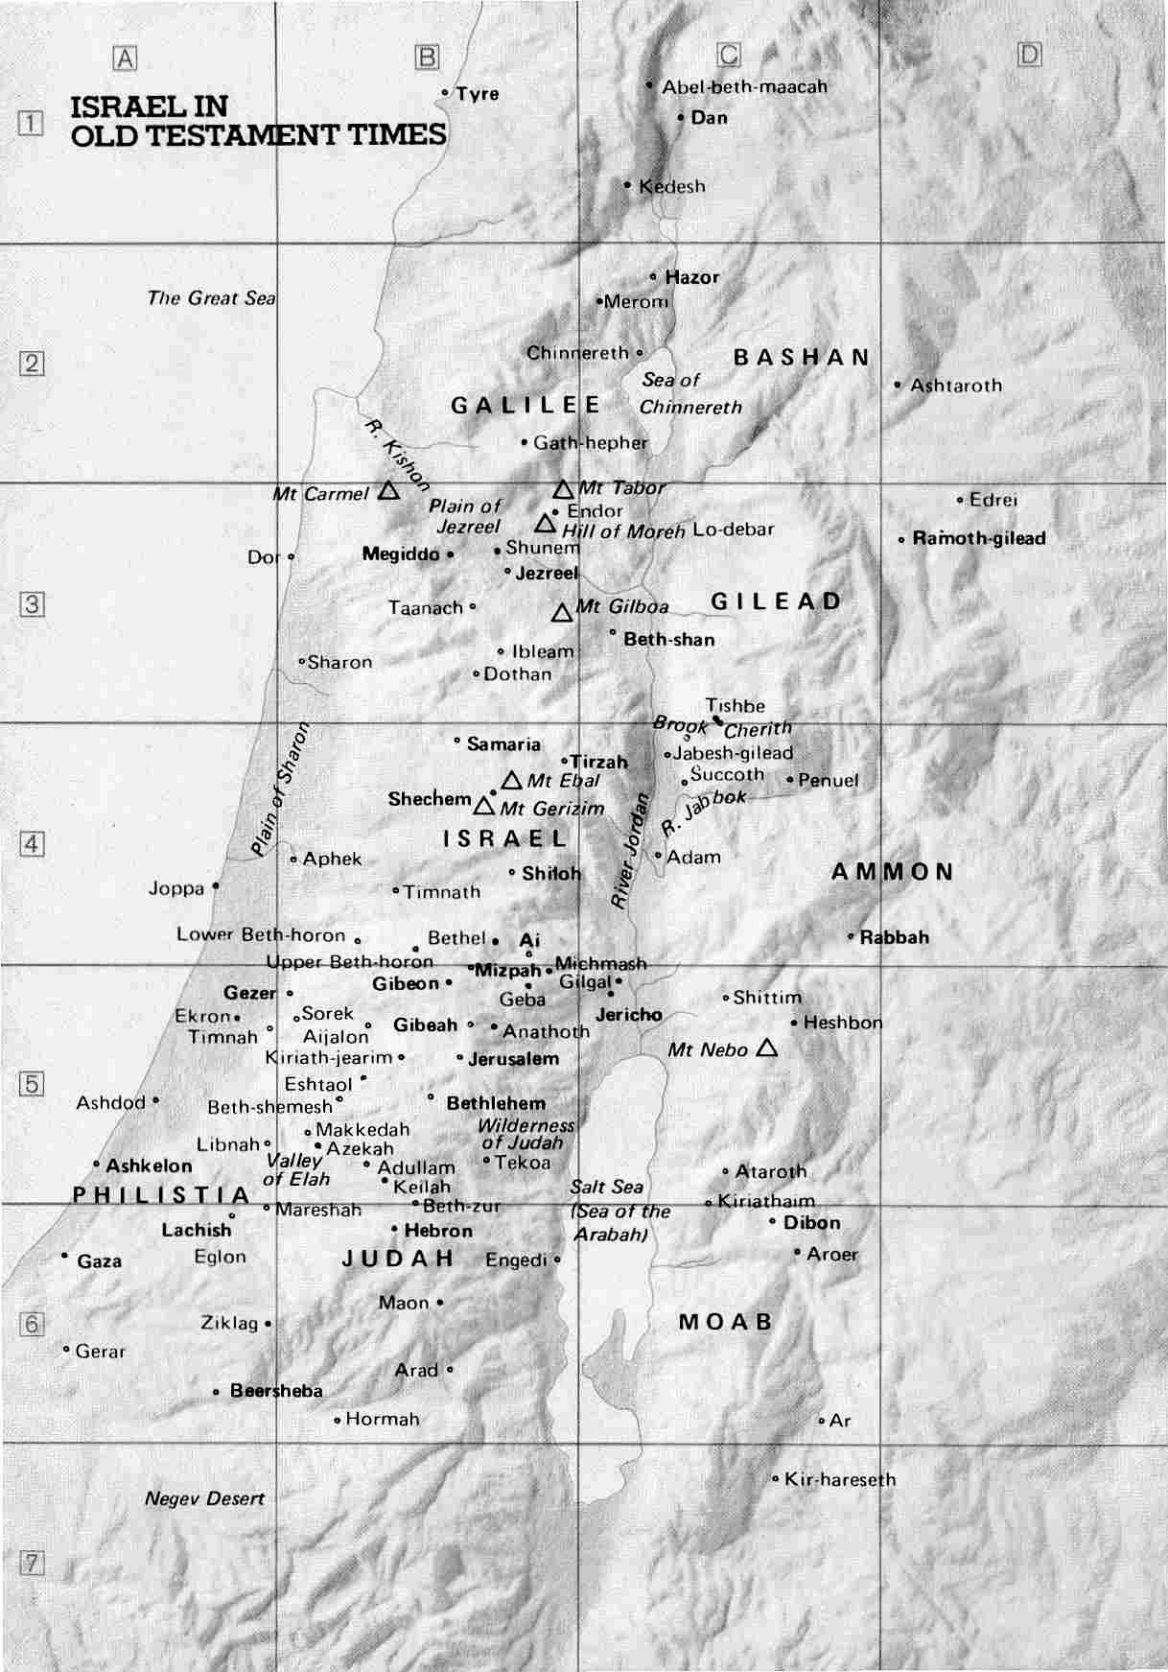 A
B
C
D
1
ISRAEL IN
OLD TESTAMENT TIMES
Tyre
Abel-beth-maacah
Dan
Kedesh
The Great Sea
Hazor
Merom
2
Chinnereth
BASHAN
Sea of
Chinnereth
Ashtaroth
GALILEE
R. Kishon
Gath-hepher
Mt Carmel
Mt Tabor
Plain of
Jezreel
Endor
Hill of Moreh
Lo-debar
Edrei
Ramoth-gilead
Dor
Megiddo
Shunem
Jezreel
3
Taanach
Mt Gilboa
GILEAD
Beth-shan
Ibleam
Sharon
Dothan
Tishbe
Brook Cherith
Plain of Sharon
Samaria
Tirzah
Jabesh-gilead
Mt Ebal
Succoth
Penuel
Shechem
Mt Gerizim
R. Jabbok
River Jordan
4
ISRAEL
Aphek
Adam
Shiloh
AMMON
Joppa
Timnath
Lower Beth-horon
Bethel
Ai
Rabbah
Upper Beth-horon
Mizpah
Michmash
Gibeon
Gilgal
Gezer
Geba
Shittim
Ekron
Sorek
Jericho
Timnah
Aijalon
Gibeah
Anathoth
Heshbon
Kiriath-jearim
Jerusalem
Mt Nebo
5
Eshtaol
Ashdod
Beth-shemesh
Bethlehem
Makkedah
Wilderness
of Judah
Libnah
Azekah
Ashkelon
Valley
of Elah
Adullam
Tekoa
Ataroth
Keilah
PHILISTIA
Salt Sea
(Sea of the
Arabah)
Kiriathaim
Mareshah
Beth-zur
Lachish
Hebron
Dibon
Gaza
Eglon
JUDAH
Engedi
Aroer
Maon
6
Ziklag
MOAB
Gerar
Arad
Beersheba
Hormah
Ar
Kir-hareseth
Negev Desert
7